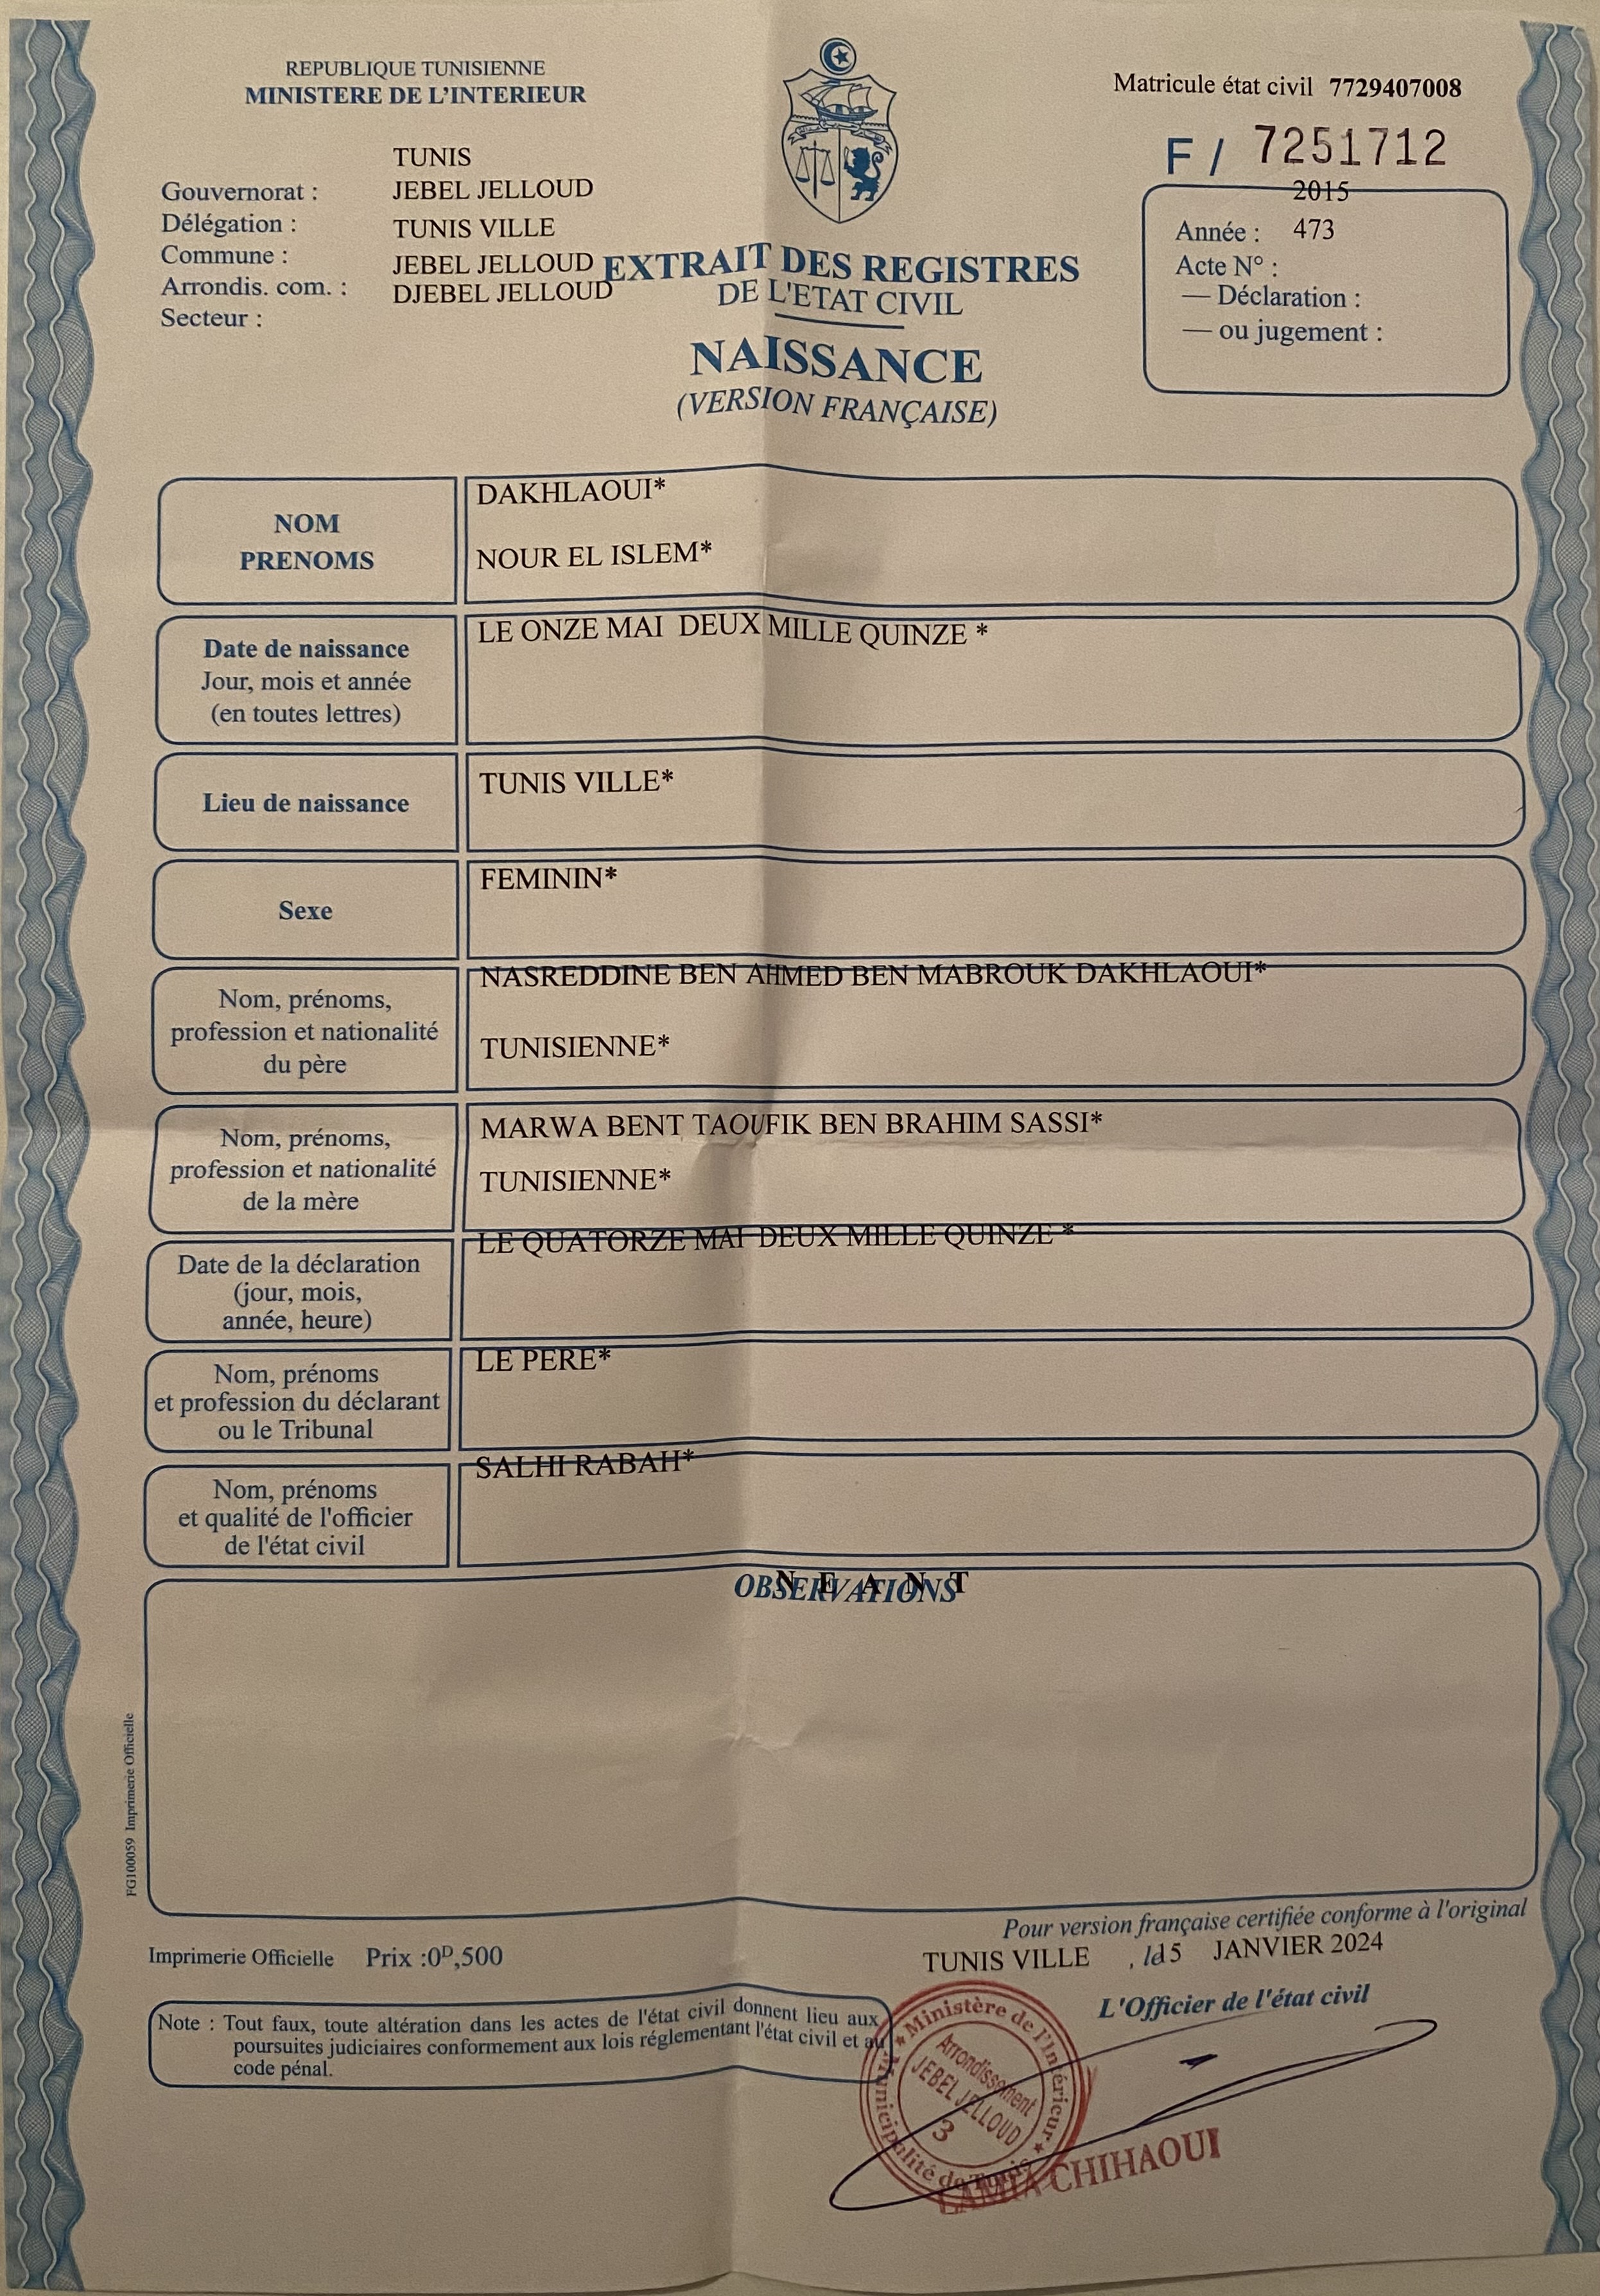 REPUBLIQUE TUNISIENNE
MINISTERE DE L'INTERIEUR
Matricule état civil 7729407008
F / 7251712
TUNIS
Gouvernorat : JEBEL JELLOUD
Délégation : TUNIS VILLE
Commune : JEBEL JELLOUD
Arrondis. com. : DJEBEL JELLOUD
Secteur :
2015
Année : 473
Acte N° :
— Déclaration :
— ou jugement :
EXTRAIT DES REGISTRES
DE L'ETAT CIVIL
NAISSANCE
(VERSION FRANÇAISE)
NOM
PRENOMS
DAKHLAOUI*
NOUR EL ISLEM*
Date de naissance
Jour, mois et année
(en toutes lettres)
LE ONZE MAI DEUX MILLE QUINZE *
Lieu de naissance
TUNIS VILLE*
Sexe
FEMININ*
Nom, prénoms,
profession et nationalité
du père
NASREDDINE BEN AHMED BEN MABROUK DAKHLAOUI*
TUNISIENNE*
Nom, prénoms,
profession et nationalité
de la mère
MARWA BENT TAOUFIK BEN BRAHIM SASSI*
TUNISIENNE*
Date de la déclaration
(jour, mois,
année, heure)
LE QUATORZE MAI DEUX MILLE QUINZE *
Nom, prénoms
et profession du déclarant
ou le Tribunal
LE PERE*
Nom, prénoms
et qualité de l'officier
de l'état civil
SALHI RABAH*
OBSERVATIONS
N E A N T
FG100059 Imprimerie Officielle
Pour version française certifiée conforme à l'original
Imprimerie Officielle Prix :0D,500
TUNIS VILLE , le 15 JANVIER 2024
L'Officier de l'état civil
Note : Tout faux, toute altération dans les actes de l'état civil donnent lieu aux
poursuites judiciaires conformement aux lois réglementant l'état civil et au
code pénal.
Ministère de l'Intérieur
Municipalité de Tunis
Arrondissement
JEBEL JELLOUD
3
LAMIA CHIHAOUI